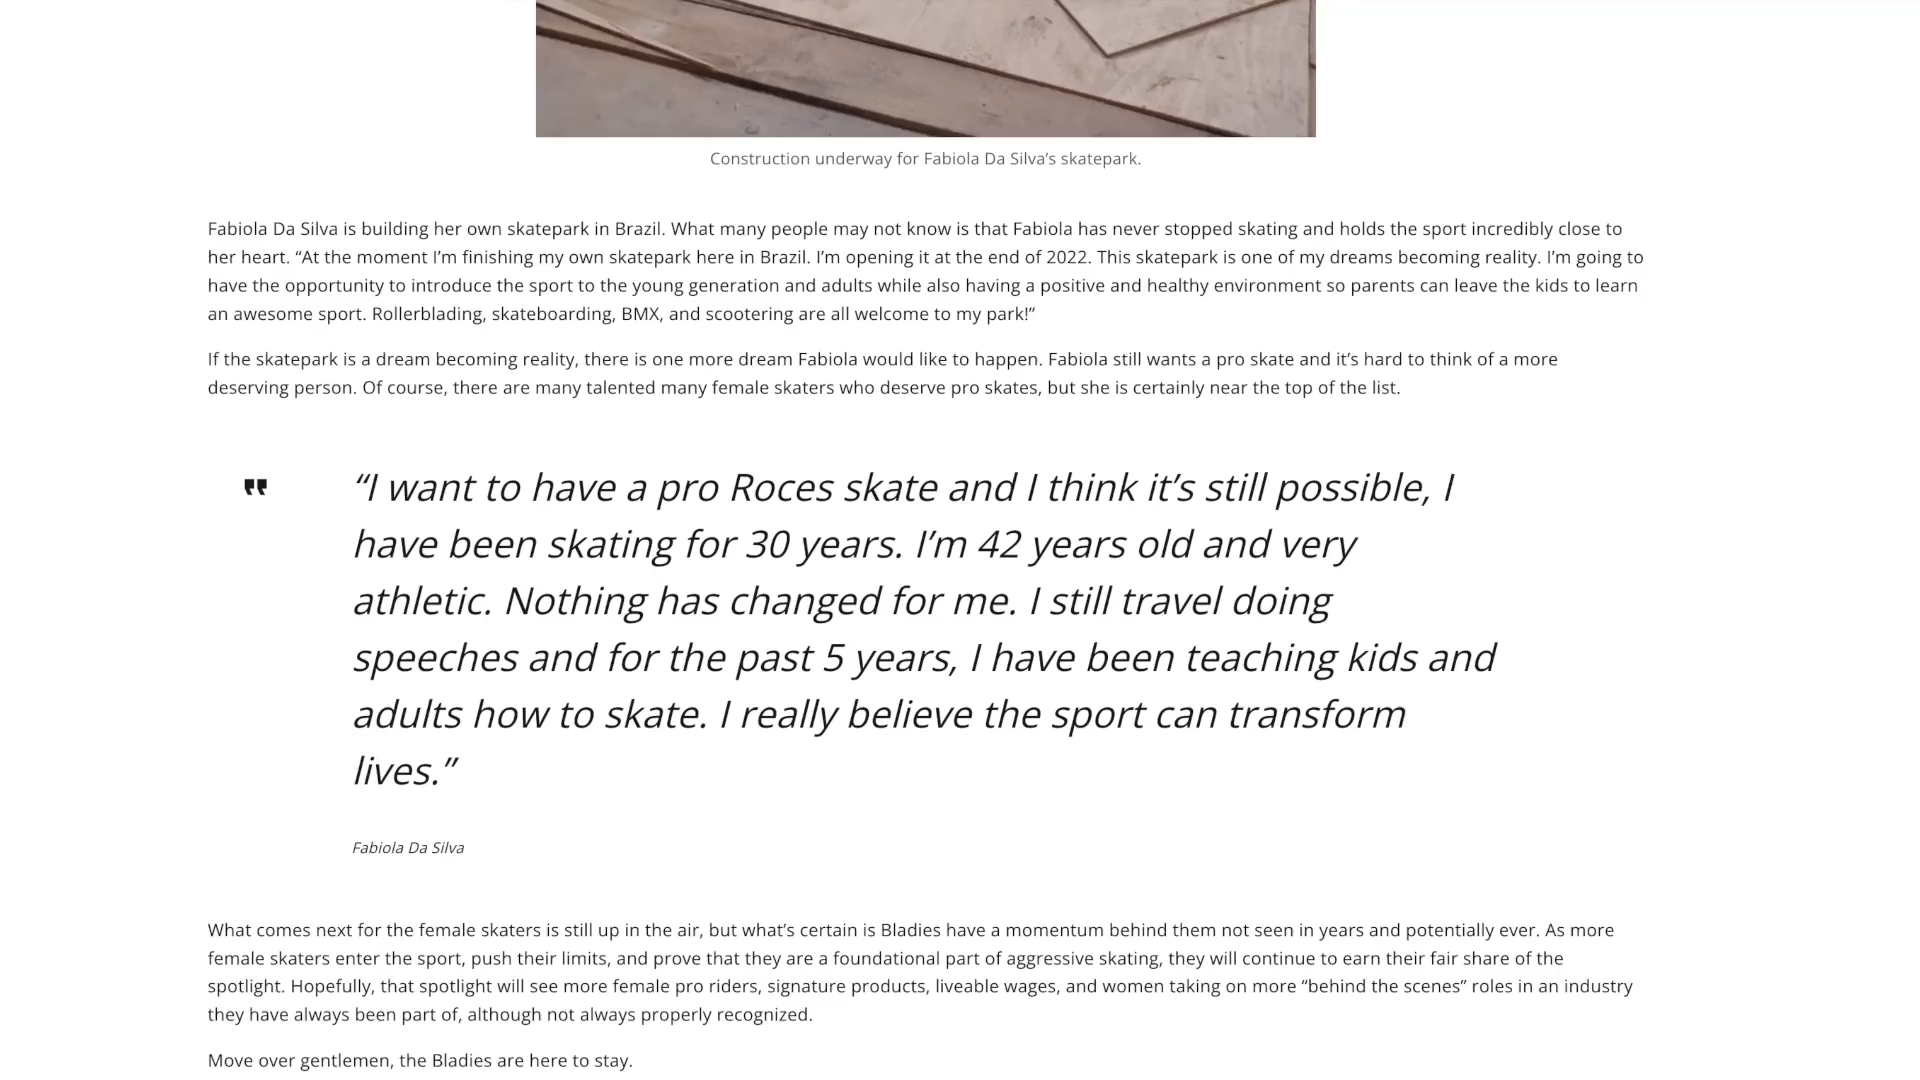 Construction underway for Fabiola Da Silva’s skatepark.
Fabiola Da Silva is building her own skatepark in Brazil. What many people may not know is that Fabiola has never stopped skating and holds the sport incredibly close to
her heart. “At the moment I’m finishing my own skatepark here in Brazil. I’m opening it at the end of 2022. This skatepark is one of my dreams becoming reality. I’m going to
have the opportunity to introduce the sport to the young generation and adults while also having a positive and healthy environment so parents can leave the kids to learn
an awesome sport. Rollerblading, skateboarding, BMX, and scootering are all welcome to my park!”
If the skatepark is a dream becoming reality, there is one more dream Fabiola would like to happen. Fabiola still wants a pro skate and it’s hard to think of a more
deserving person. Of course, there are many talented many female skaters who deserve pro skates, but she is certainly near the top of the list.
“I want to have a pro Roces skate and I think it’s still possible, I
have been skating for 30 years. I’m 42 years old and very
athletic. Nothing has changed for me. I still travel doing
speeches and for the past 5 years, I have been teaching kids and
adults how to skate. I really believe the sport can transform
lives.”
Fabiola Da Silva
What comes next for the female skaters is still up in the air, but what’s certain is Bladies have a momentum behind them not seen in years and potentially ever. As more
female skaters enter the sport, push their limits, and prove that they are a foundational part of aggressive skating, they will continue to earn their fair share of the
spotlight. Hopefully, that spotlight will see more female pro riders, signature products, liveable wages, and women taking on more “behind the scenes” roles in an industry
they have always been part of, although not always properly recognized.
Move over gentlemen, the Bladies are here to stay.